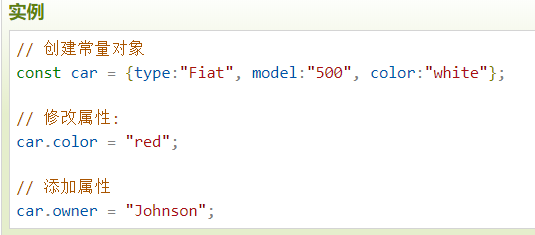 实例
// 创建常量对象
const car = {type:"Fiat", model:"500", color:"white"};
// 修改属性:
car.color = "red";
// 添加属性
car.owner = "Johnson";